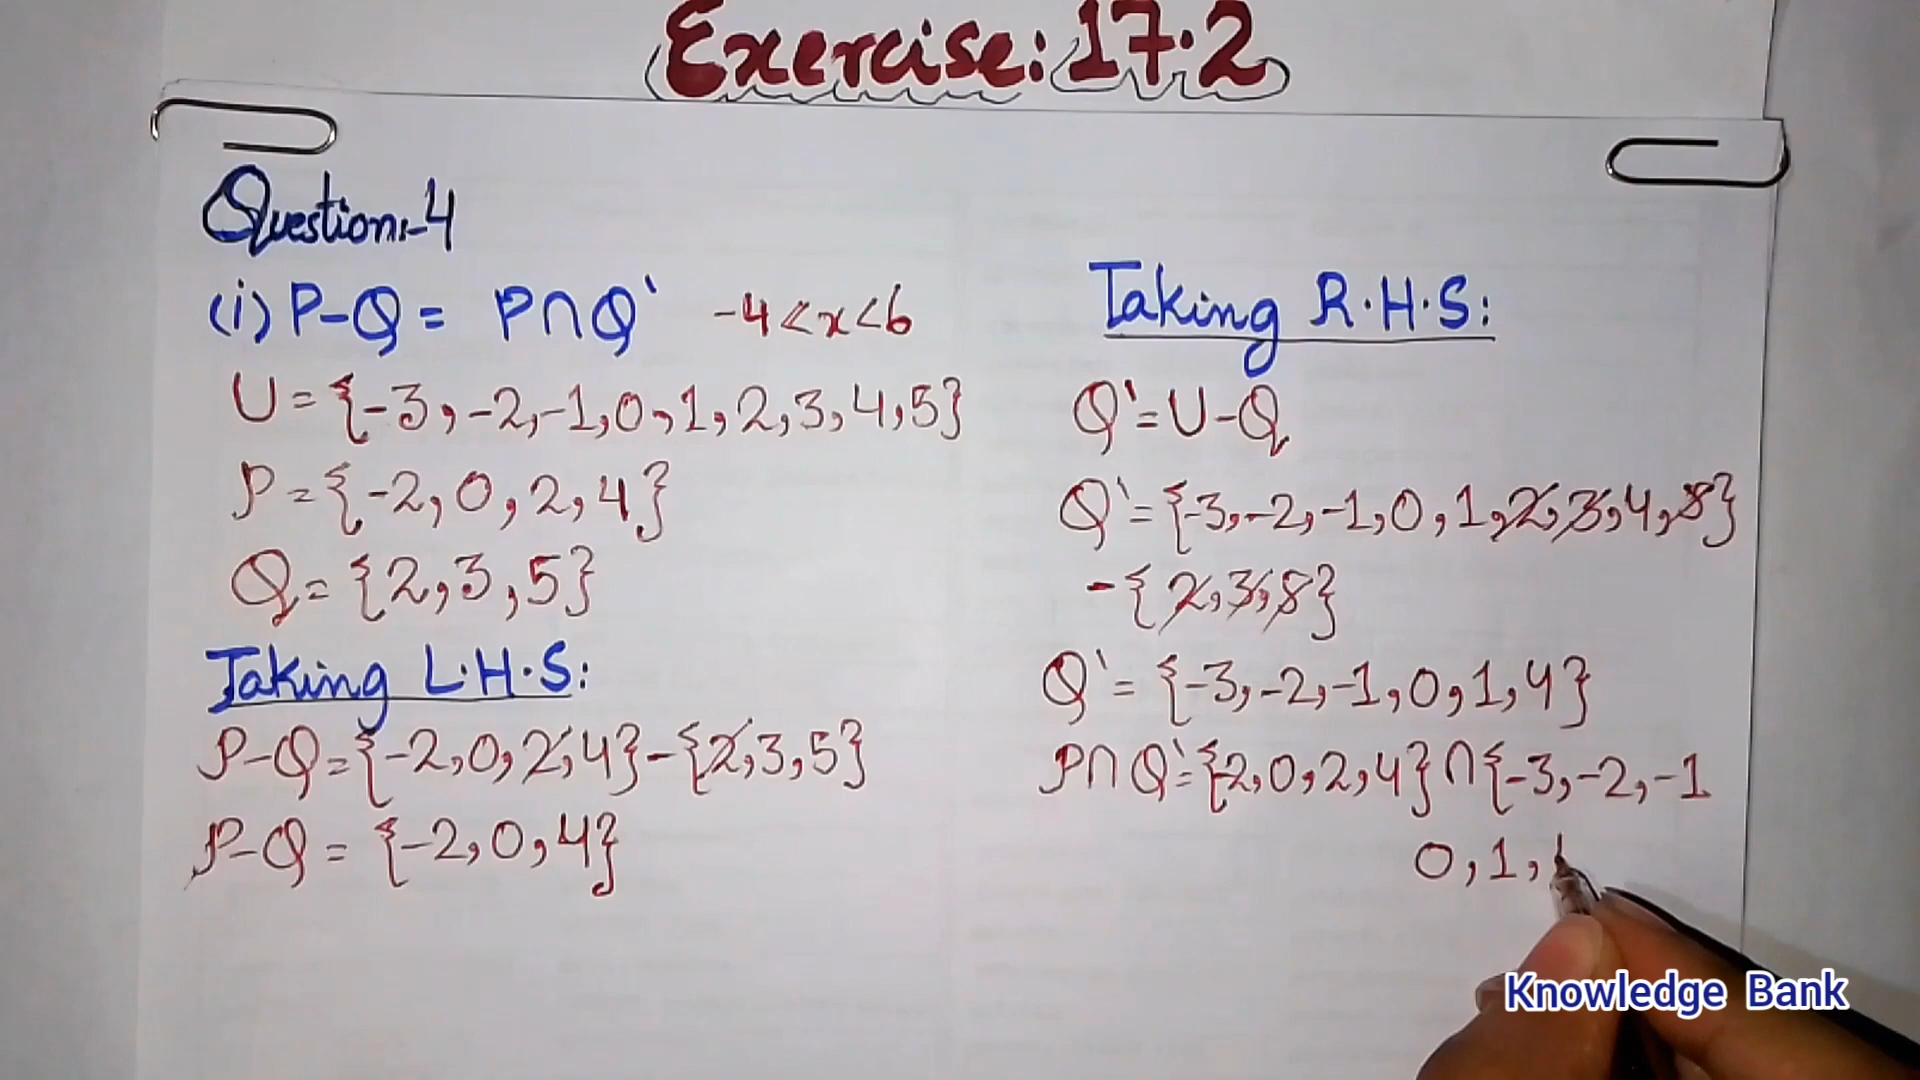 Exercise: 17.2
Question:-4
(i) P-Q = P∩Q' -4<x<6
U = {-3, -2, -1, 0, 1, 2, 3, 4, 5}
P = {-2, 0, 2, 4}
Q = {2, 3, 5}
Taking L.H.S:
P-Q = {-2, 0, 2, 4} - {2, 3, 5}
P-Q = {-2, 0, 4}
Taking R.H.S:
Q' = U-Q
Q' = {-3, -2, -1, 0, 1, 2, 3, 4, 5}
- {2, 3, 5}
Q' = {-3, -2, -1, 0, 1, 4}
P∩Q' = {-2, 0, 2, 4} ∩ {-3, -2, -1
0, 1,
Knowledge Bank